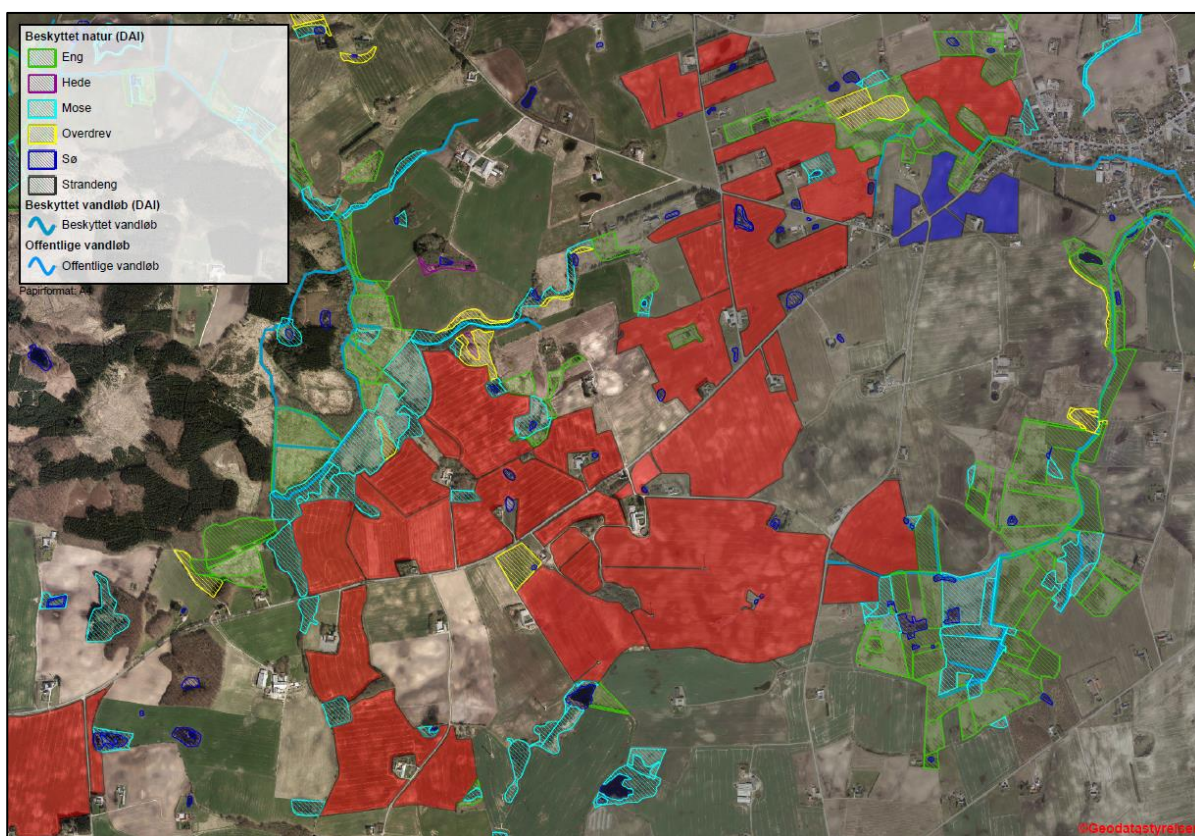 Beskyttet natur (DAI)
Eng
Hede
Mose
Overdrev
Sø
Strandeng
Beskyttet vandløb (DAI)
Beskyttet vandløb
Offentlige vandløb
Offentlige vandløb
Papirformat: A4
©Geodatastyrelsen